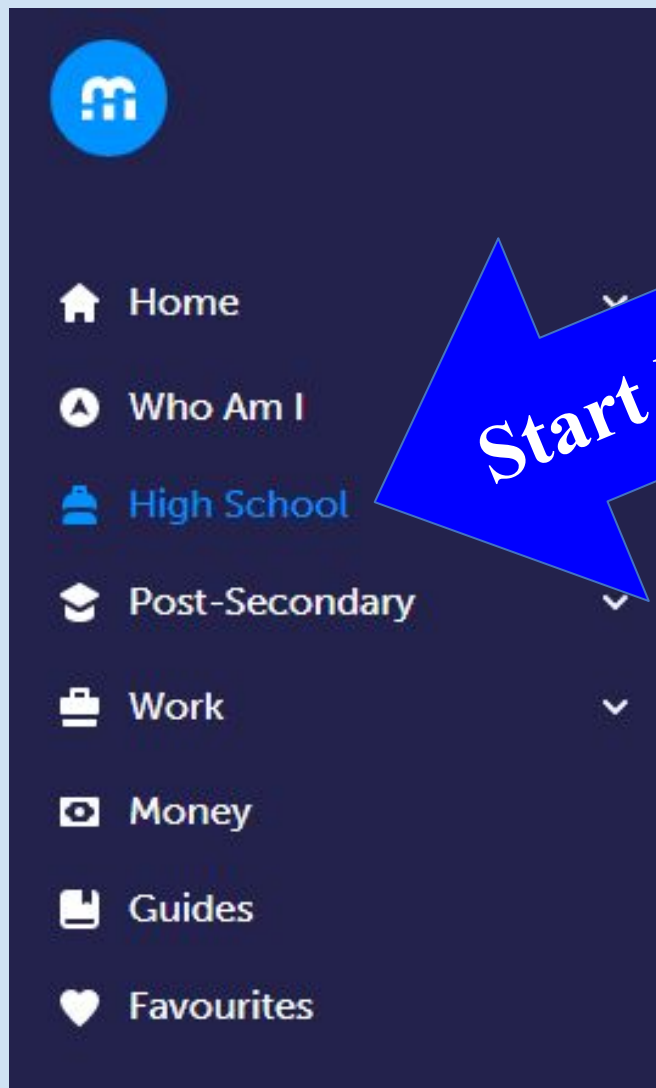 Home
Who Am I
Start
High School
Post-Secondary
Work
Money
Guides
Favourites